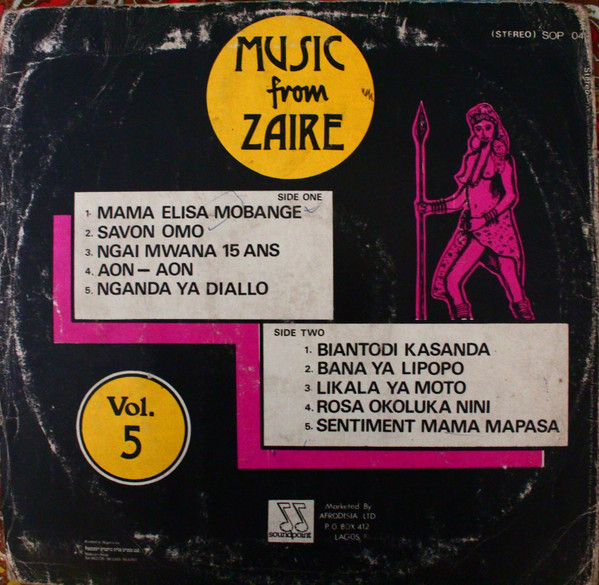 (STEREO) SOP 04
MUSIC
from
ZAIRE
SIDE ONE
1. MAMA ELISA MOBANGE
2. SAVON OMO
3. NGAI MWANA 15 ANS
4. AON — AON
5. NGANDA YA DIALLO
SIDE TWO
1. BIANTODI KASANDA
2. BANA YA LIPOPO
3. LIKALA YA MOTO
4. ROSA OKOLUKA NINI
5. SENTIMENT MAMA MAPASA
Vol.
5
soundpoint
Marketed By
AFRODISIA LTD
P. O. BOX 412
LAGOS